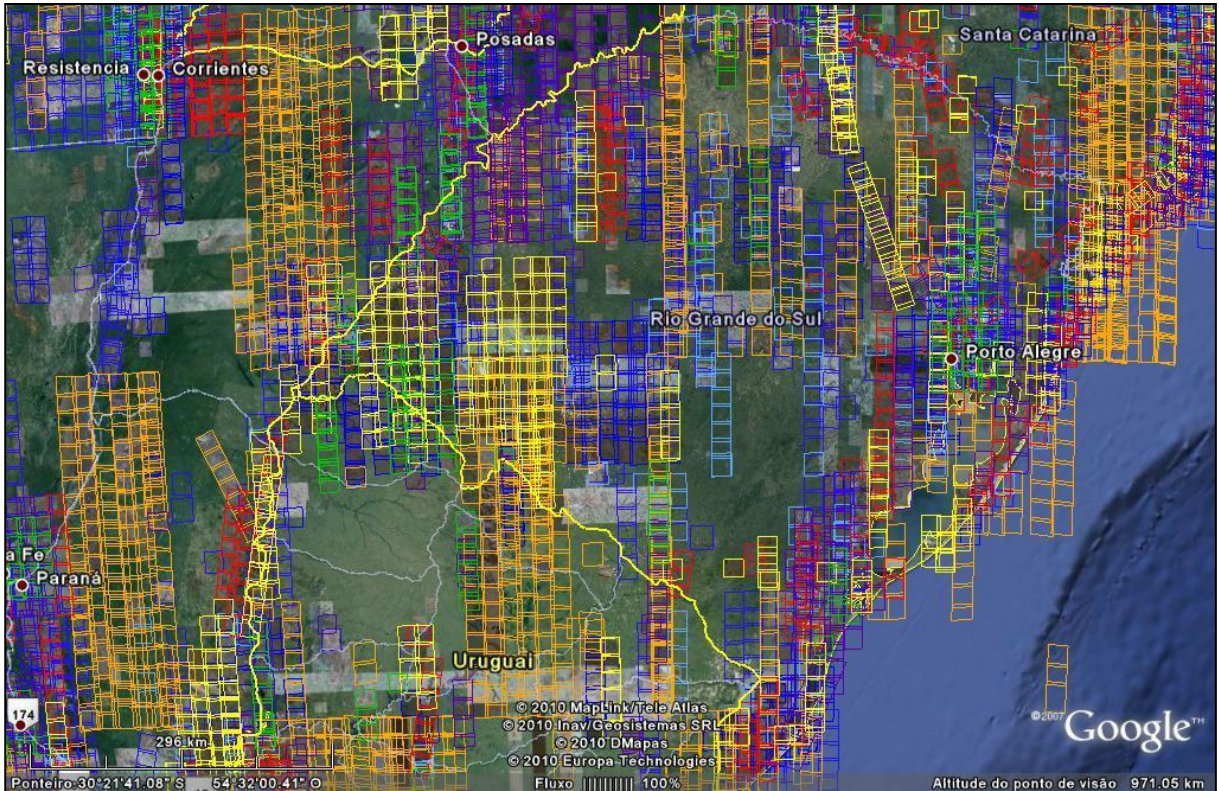 Santa Catarina
Posadas
Resistencia
Corrientes
Rio Grande do Sul
Porto Alegre
a Fe
Paraná
Uruguai
174
296 km
© 2010 MapLink/Tele Atlas
© 2010 Inav/Geosistemas SRL
© 2010 DMapas
© 2010 Europa Technologies
©2007 Google™
Ponteiro 30°21'41.08" S 54°32'00.41" O
Fluxo 100%
Altitude do ponto de visão 971.05 km